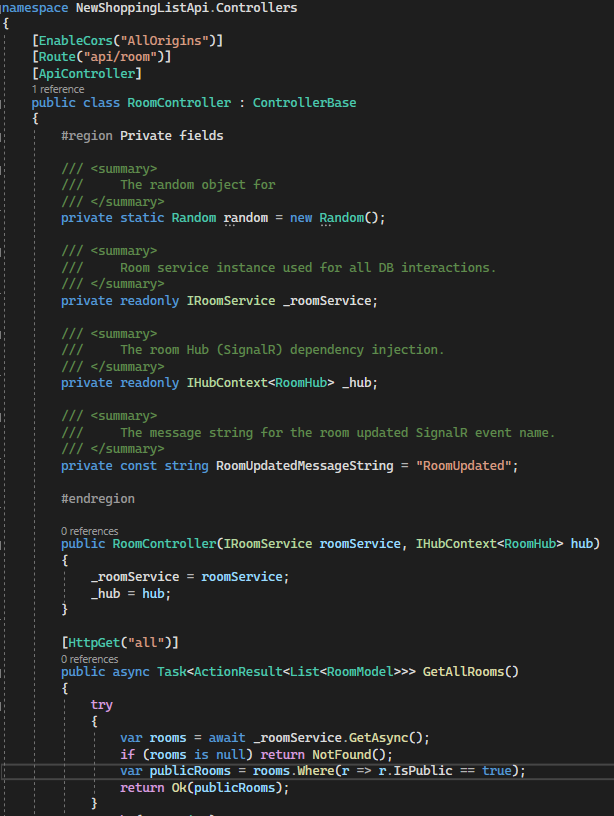 namespace NewShoppingListApi.Controllers
{
[EnableCors("AllOrigins")]
[Route("api/room")]
[ApiController]
1 reference
public class RoomController : ControllerBase
{
#region Private fields
/// <summary>
/// The random object for
/// </summary>
private static Random random = new Random();
/// <summary>
/// Room service instance used for all DB interactions.
/// </summary>
private readonly IRoomService _roomService;
/// <summary>
/// The room Hub (SignalR) dependency injection.
/// </summary>
private readonly IHubContext<RoomHub> _hub;
/// <summary>
/// The message string for the room updated SignalR event name.
/// </summary>
private const string RoomUpdatedMessageString = "RoomUpdated";
#endregion
0 references
public RoomController(IRoomService roomService, IHubContext<RoomHub> hub)
{
_roomService = roomService;
_hub = hub;
}
[HttpGet("all")]
0 references
public async Task<ActionResult<List<RoomModel>>> GetAllRooms()
{
try
{
var rooms = await _roomService.GetAsync();
if (rooms is null) return NotFound();
var publicRooms = rooms.Where(r => r.IsPublic == true);
return Ok(publicRooms);
}